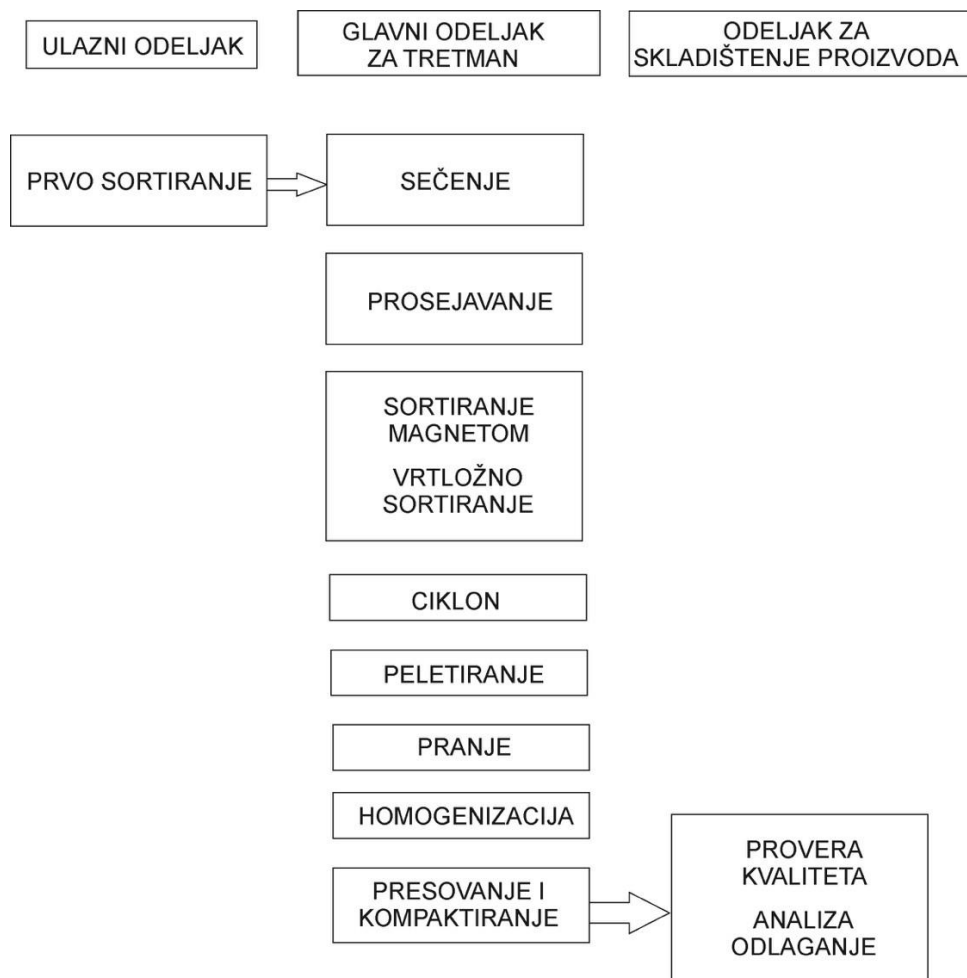 ULAZNI ODELJAK
GLAVNI ODELJAK
ZA TRETMAN
ODELJAK ZA
SKLADIŠTENJE PROIZVODA
PRVO SORTIRANJE
SEČENJE
PROSEJAVANJE
SORTIRANJE
MAGNETOM
VRTLOŽNO
SORTIRANJE
CIKLON
PELETIRANJE
PRANJE
HOMOGENIZACIJA
PRESOVANJE I
KOMPAKTIRANJE
PROVERA
KVALITETA
ANALIZA
ODLAGANJE